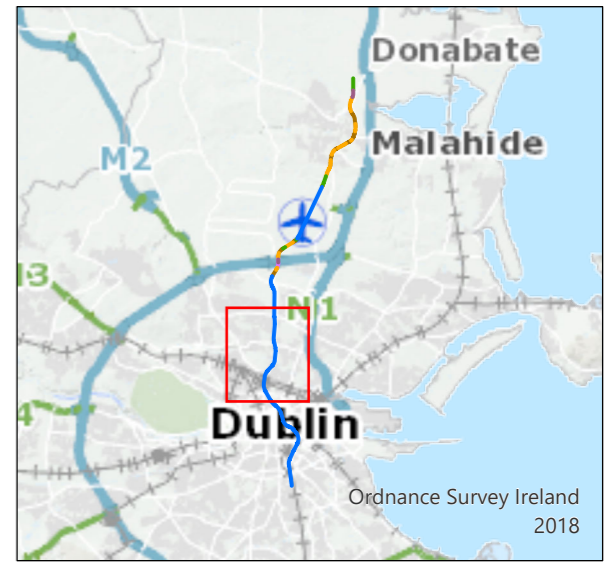 Donabate
Malahide
M2
N1
Dublin
Ordnance Survey Ireland
2018